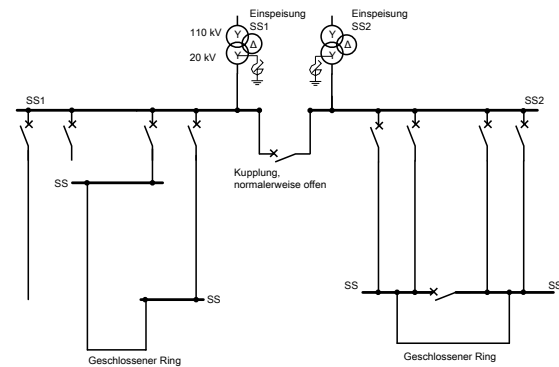 Einspeisung
SS1
Einspeisung
SS2
110 kV
Y
Δ
Y
Y
Δ
Y
20 kV
SS1
SS2
Kupplung,
normalerweise offen
SS
SS
SS
SS
Geschlossener Ring
Geschlossener Ring